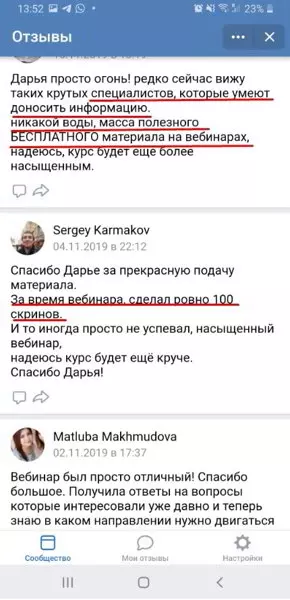 13:52
23%
Отзывы
Дарья просто огонь! редко сейчас вижу
таких крутых специалистов, которые умеют
доносить информацию.
никакой воды, масса полезного
БЕСПЛАТНОГО материала на вебинарах,
надеюсь, курс будет еще более
насыщенным.
Sergey Karmakov
04.11.2019 в 22:12
Спасибо Дарье за прекрасную подачу
материала.
За время вебинара, сделал ровно 100
скринов.
И то иногда просто не успевал, насыщенный
вебинар,
надеюсь курс будет ещё круче.
Спасибо Дарья!
Matluba Makhmudova
02.11.2019 в 17:37
Вебинар был просто отличный! Спасибо
большое. Получила ответы на вопросы
которые интересовали уже давно и теперь
знаю в каком направлении нужно двигаться
Сообщество
Мои отзывы
Настройки